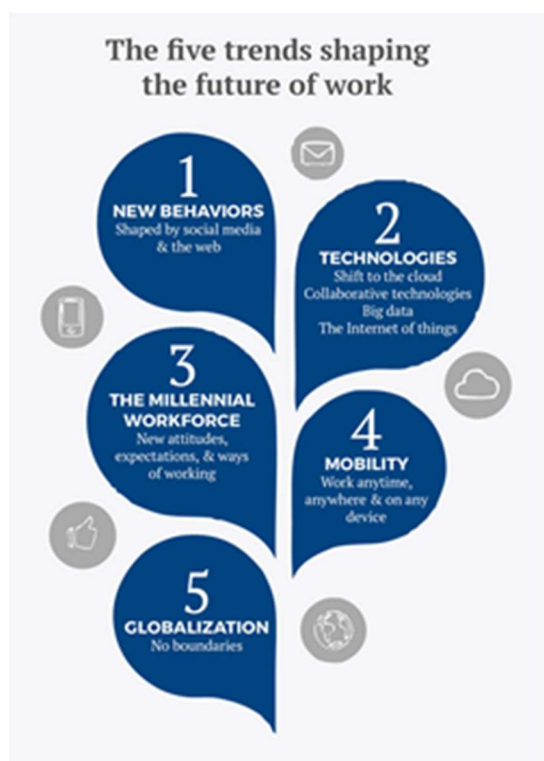 The five trends shaping
the future of work
1
NEW BEHAVIORS
Shaped by social media
& the web
2
TECHNOLOGIES
Shift to the cloud
Collaborative technologies
Big data
The Internet of things
3
THE MILLENNIAL
WORKFORCE
New attitudes,
expectations, & ways
of working
4
MOBILITY
Work anytime,
anywhere & on any
device
5
GLOBALIZATION
No boundaries